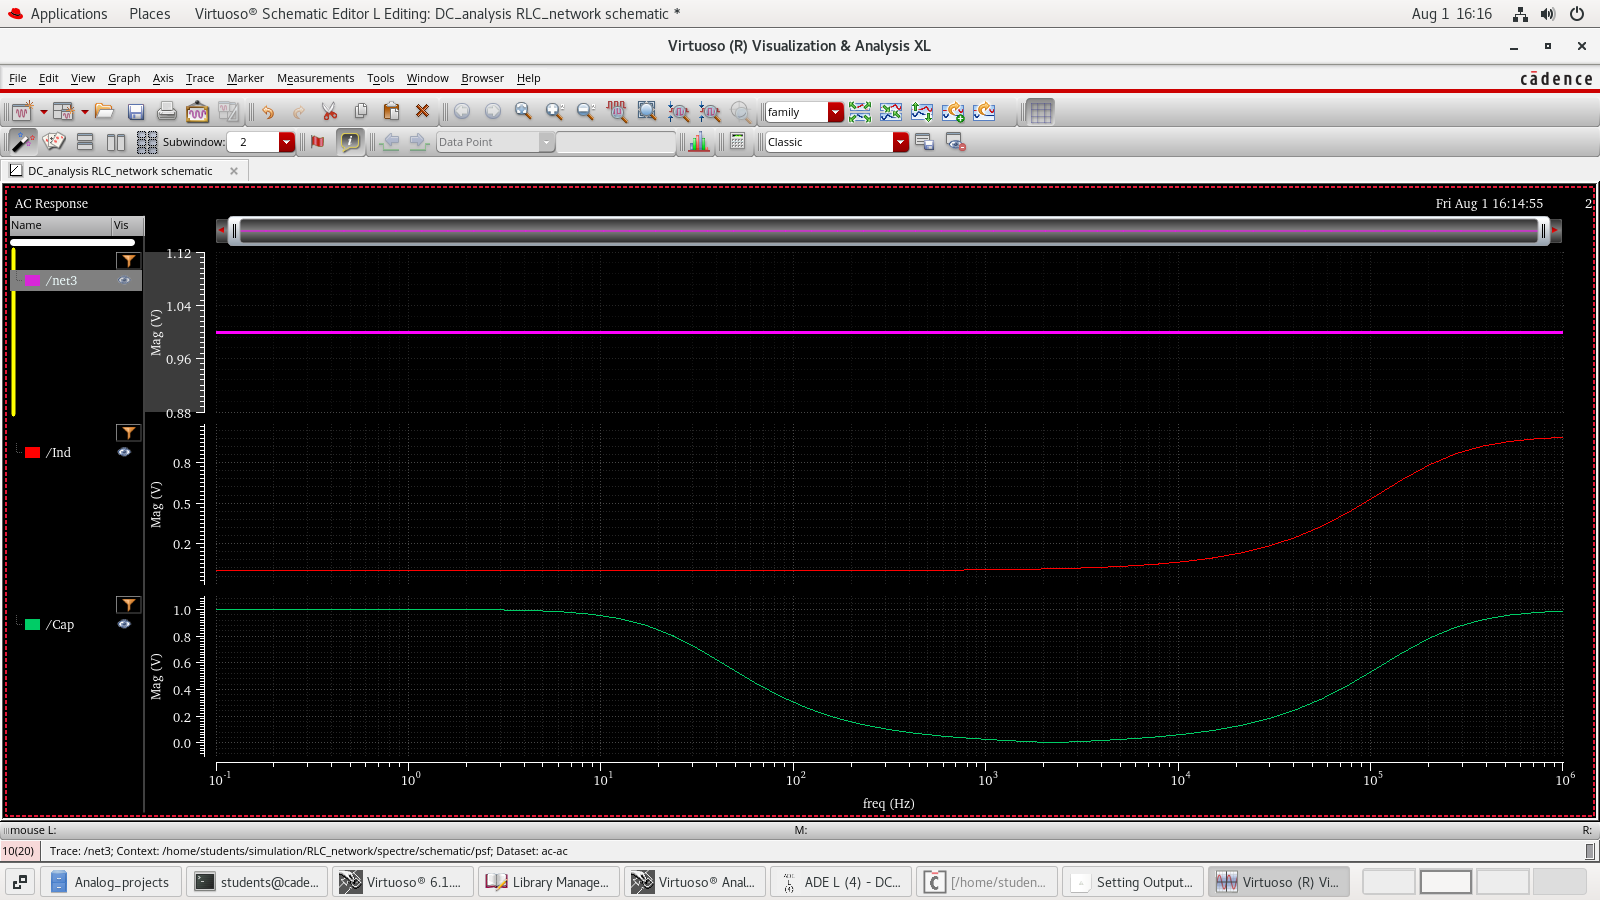 Applications Places Virtuoso® Schematic Editor L Editing: DC_analysis RLC_network schematic * Aug 1 16:16
Virtuoso (R) Visualization & Analysis XL
File Edit View Graph Axis Trace Marker Measurements Tools Window Browser Help cādence
family
Subwindow: 2 Data Point Classic
DC_analysis RLC_network schematic
AC Response Fri Aug 1 16:14:55 2
Name Vis
/net3
1.12
1.04
0.96
0.88
Mag (V)
/Ind
0.8
0.5
0.2
Mag (V)
/Cap
1.0
0.8
0.6
0.4
0.2
0.0
Mag (V)
10-1 100 101 102 103 104 105 106
freq (Hz)
mouse L: M: R:
10(20) Trace: /net3; Context: /home/students/simulation/RLC_network/spectre/schematic/psf; Dataset: ac-ac
Analog_projects students@cade... Virtuoso® 6.1.... Library Manage... Virtuoso® Anal... ADE L (4) - DC... [/home/studen... Setting Output... Virtuoso (R) Vi...